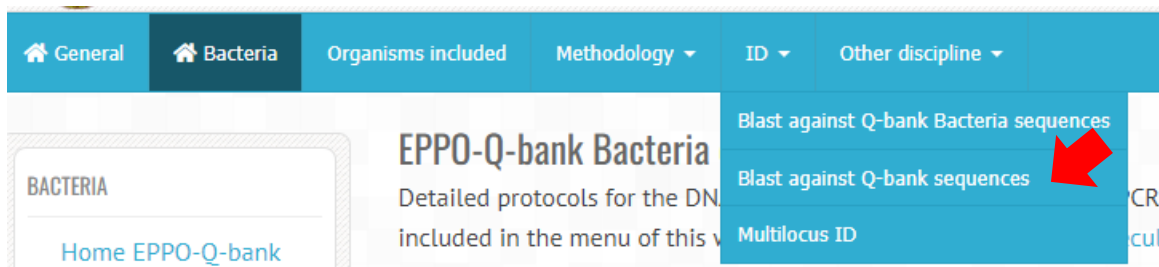 General Bacteria Organisms included Methodology ID Other discipline
Blast against Q-bank Bacteria sequences
Blast against Q-bank sequences
Multilocus ID
BACTERIA
Home EPPO-Q-bank
EPPO-Q-bank Bacteria
Detailed protocols for the
included in the menu of this